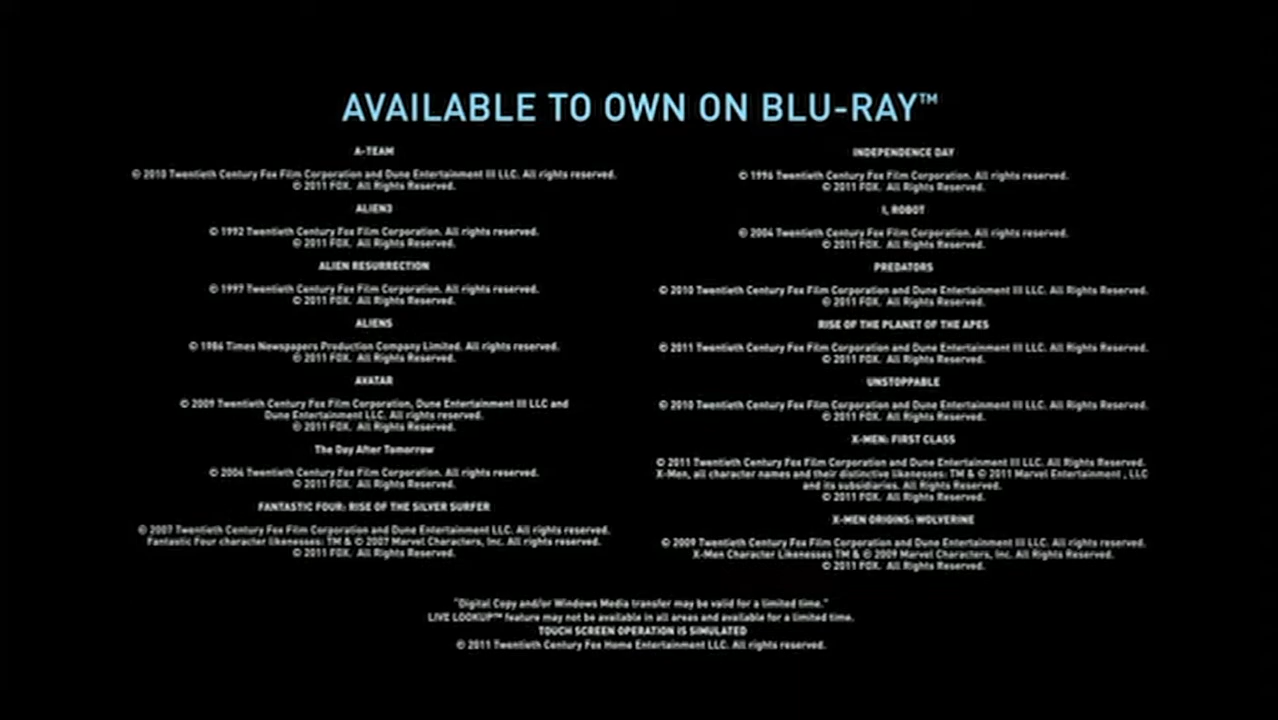 AVAILABLE TO OWN ON BLU-RAY™
A-TEAM
© 2010 Twentieth Century Fox Film Corporation and Dune Entertainment III LLC. All rights reserved.
© 2011 FOX. All Rights Reserved.
ALIEN3
© 1992 Twentieth Century Fox Film Corporation. All rights reserved.
© 2011 FOX. All Rights Reserved.
ALIEN RESURRECTION
© 1997 Twentieth Century Fox Film Corporation. All rights reserved.
© 2011 FOX. All Rights Reserved.
ALIENS
© 1986 Times Newspapers Production Company Limited. All rights reserved.
© 2011 FOX. All Rights Reserved.
AVATAR
© 2009 Twentieth Century Fox Film Corporation, Dune Entertainment III LLC and
Dune Entertainment LLC. All rights reserved.
© 2011 FOX. All Rights Reserved.
The Day After Tomorrow
© 2004 Twentieth Century Fox Film Corporation. All rights reserved.
© 2011 FOX. All Rights Reserved.
FANTASTIC FOUR: RISE OF THE SILVER SURFER
© 2007 Twentieth Century Fox Film Corporation and Dune Entertainment LLC. All rights reserved.
Fantastic Four character likenesses: TM & © 2007 Marvel Characters, Inc. All rights reserved.
© 2011 FOX. All Rights Reserved.
INDEPENDENCE DAY
© 1996 Twentieth Century Fox Film Corporation. All rights reserved.
© 2011 FOX. All Rights Reserved.
I, ROBOT
© 2004 Twentieth Century Fox Film Corporation. All rights reserved.
© 2011 FOX. All Rights Reserved.
PREDATORS
© 2010 Twentieth Century Fox Film Corporation and Dune Entertainment III LLC. All Rights Reserved.
© 2011 FOX. All Rights Reserved.
RISE OF THE PLANET OF THE APES
© 2011 Twentieth Century Fox Film Corporation and Dune Entertainment III LLC. All Rights Reserved.
© 2011 FOX. All Rights Reserved.
UNSTOPPABLE
© 2010 Twentieth Century Fox Film Corporation and Dune Entertainment III LLC. All Rights Reserved.
© 2011 FOX. All Rights Reserved.
X-MEN: FIRST CLASS
© 2011 Twentieth Century Fox Film Corporation and Dune Entertainment III LLC. All Rights Reserved.
X-Men, all character names and their distinctive likenesses: TM & © 2011 Marvel Entertainment , LLC
and its subsidiaries. All Rights Reserved.
© 2011 FOX. All Rights Reserved.
X-MEN ORIGINS: WOLVERINE
© 2009 Twentieth Century Fox Film Corporation and Dune Entertainment III LLC. All rights reserved.
X-Men Character Likenesses TM & © 2009 Marvel Characters, Inc. All Rights Reserved.
© 2011 FOX. All Rights Reserved.
"Digital Copy and/or Windows Media transfer may be valid for a limited time."
LIVE LOOKUP™ feature may not be available in all areas and available for a limited time.
TOUCH SCREEN OPERATION IS SIMULATED
© 2011 Twentieth Century Fox Home Entertainment LLC. All rights reserved.